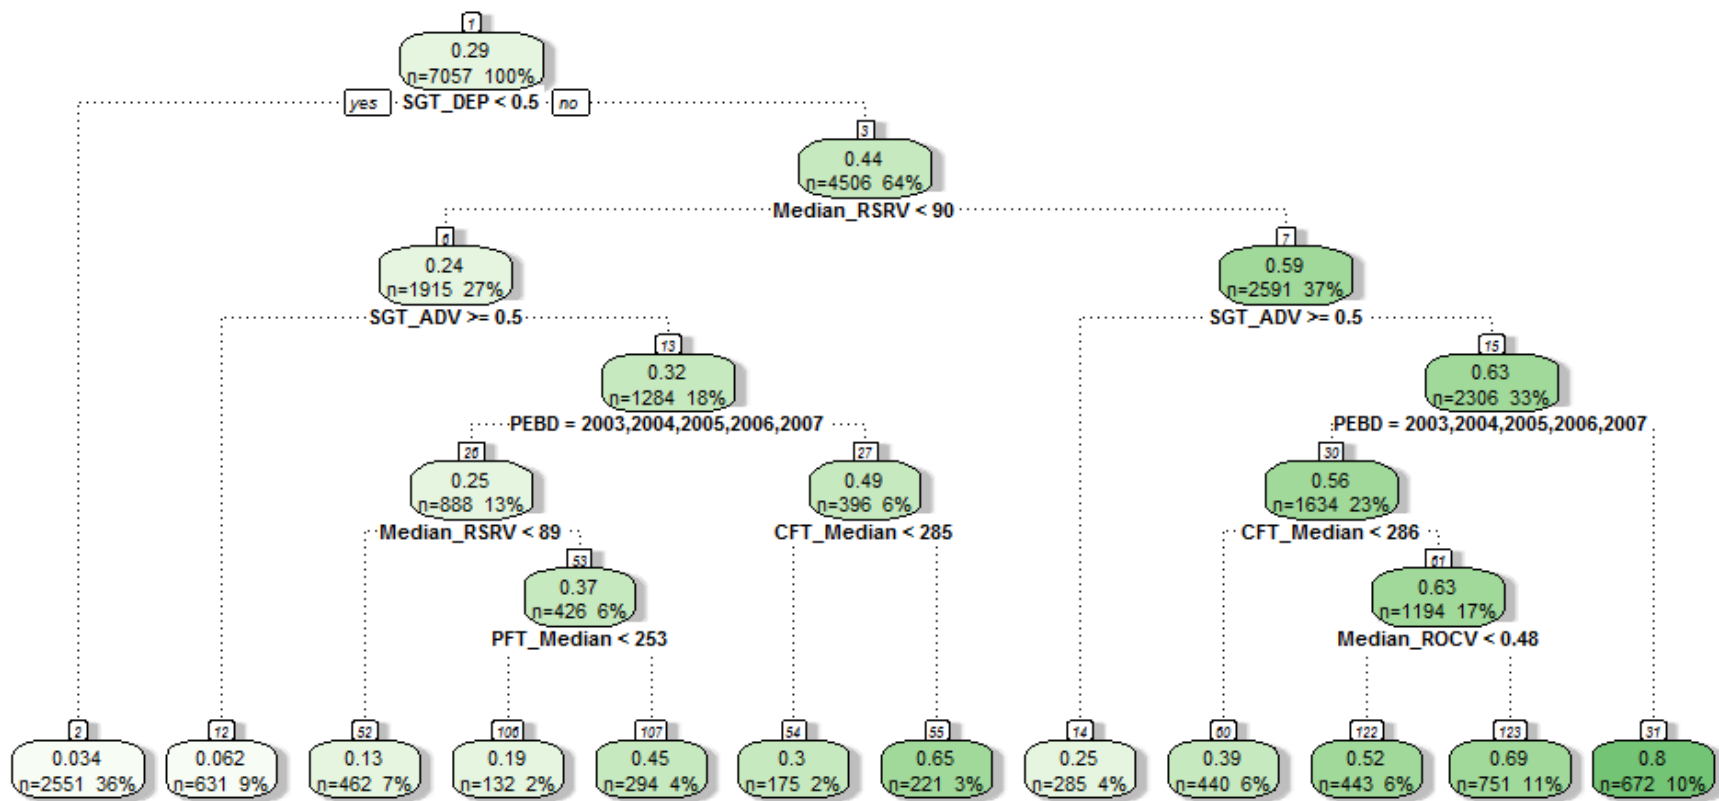 1
0.29
n=7057 100%
yes SGT_DEP < 0.5 no
3
0.44
n=4506 64%
Median_RSRV < 90
6
0.24
n=1915 27%
SGT_ADV >= 0.5
7
0.59
n=2591 37%
SGT_ADV >= 0.5
13
0.32
n=1284 18%
PEBD = 2003,2004,2005,2006,2007
15
0.63
n=2306 33%
PEBD = 2003,2004,2005,2006,2007
26
0.25
n=888 13%
Median_RSRV < 89
27
0.49
n=396 6%
CFT_Median < 285
30
0.56
n=1634 23%
CFT_Median < 286
53
0.37
n=426 6%
PFT_Median < 253
61
0.63
n=1194 17%
Median_ROCV < 0.48
2
0.034
n=2551 36%
12
0.062
n=631 9%
52
0.13
n=462 7%
106
0.19
n=132 2%
107
0.45
n=294 4%
54
0.3
n=175 2%
55
0.65
n=221 3%
14
0.25
n=285 4%
60
0.39
n=440 6%
122
0.52
n=443 6%
123
0.69
n=751 11%
31
0.8
n=672 10%